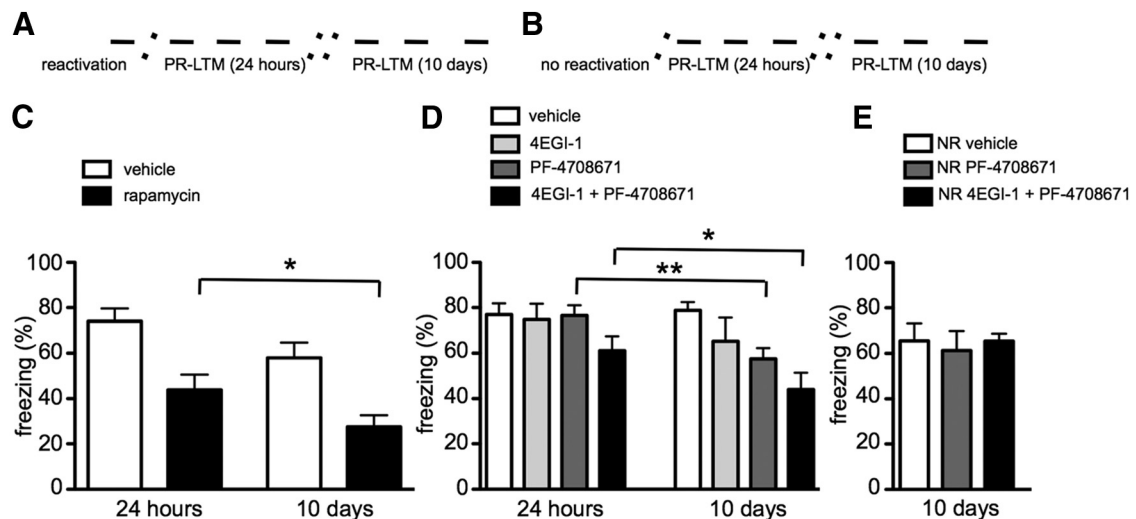 A
B
reactivation PR-LTM (24 hours) PR-LTM (10 days)
no reactivation PR-LTM (24 hours) PR-LTM (10 days)
C
vehicle
rapamycin
*
freezing (%)
100
80
60
40
20
0
24 hours 10 days
D
vehicle
4EGI-1
PF-4708671
4EGI-1 + PF-4708671
*
**
freezing (%)
100
80
60
40
20
0
24 hours 10 days
E
NR vehicle
NR PF-4708671
NR 4EGI-1 + PF-4708671
freezing (%)
100
80
60
40
20
0
10 days